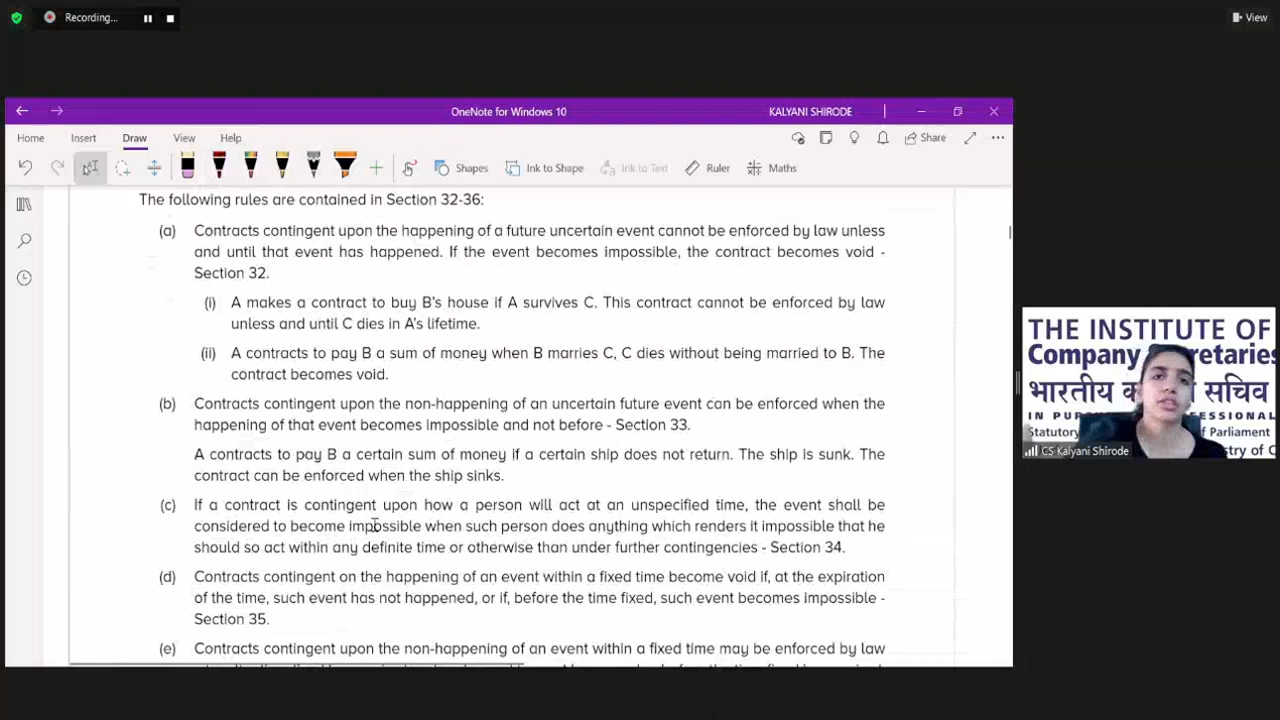 Recording...
View
OneNote for Windows 10
KALYANI SHIRODE
Home Insert Draw View Help
Share
Shapes
Ink to Shape
Ink to Text
Ruler
Maths
The following rules are contained in Section 32-36:
(a) Contracts contingent upon the happening of a future uncertain event cannot be enforced by law unless
and until that event has happened. If the event becomes impossible, the contract becomes void -
Section 32.
(i) A makes a contract to buy B's house if A survives C. This contract cannot be enforced by law
unless and until C dies in A's lifetime.
(ii) A contracts to pay B a sum of money when B marries C, C dies without being married to B. The
contract becomes void.
(b) Contracts contingent upon the non-happening of an uncertain future event can be enforced when the
happening of that event becomes impossible and not before - Section 33.
A contracts to pay B a certain sum of money if a certain ship does not return. The ship is sunk. The
contract can be enforced when the ship sinks.
(c) If a contract is contingent upon how a person will act at an unspecified time, the event shall be
considered to become impossible when such person does anything which renders it impossible that he
should so act within any definite time or otherwise than under further contingencies - Section 34.
(d) Contracts contingent on the happening of an event within a fixed time become void if, at the expiration
of the time, such event has not happened, or if, before the time fixed, such event becomes impossible -
Section 35.
(e) Contracts contingent upon the non-happening of an event within a fixed time may be enforced by law
THE INSTITUTE OF
Company
भारतीय सचिव
IN
Statutory of Parliament
CS Kalyani Shirode